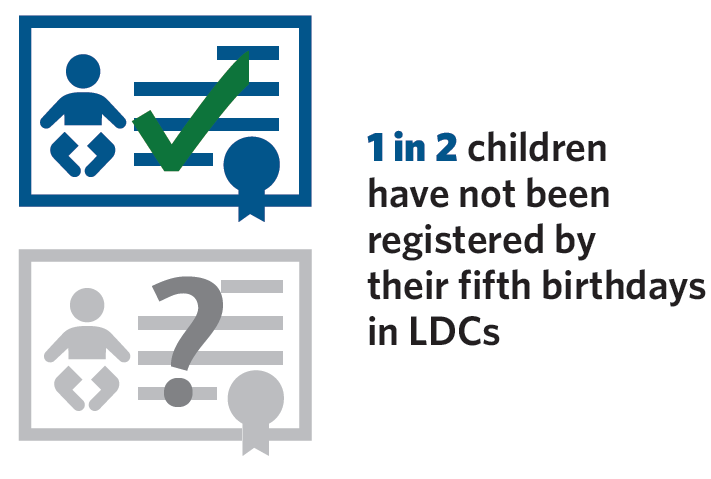 1 in 2 children
have not been
registered by
their fifth birthdays
in LDCs